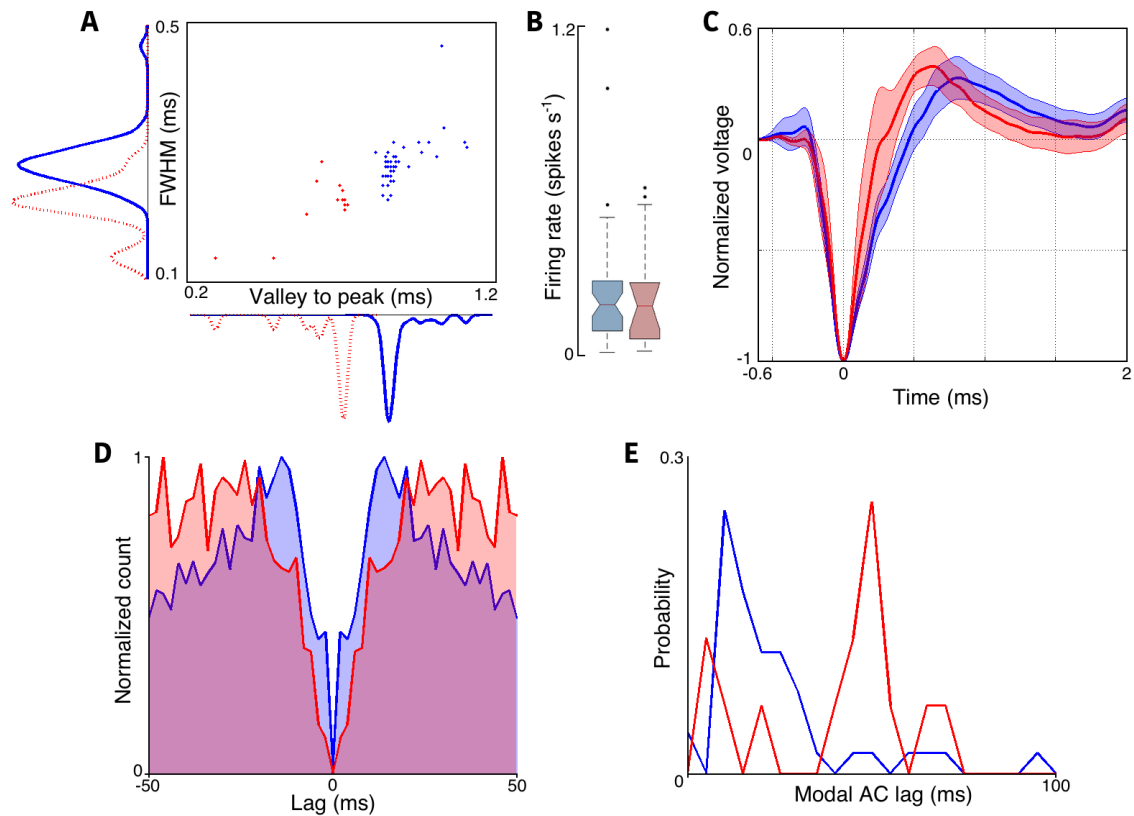 A
0.5
FWHM (ms)
0.1
0.2
Valley to peak (ms)
1.2
B
1.2
Firing rate (spikes s⁻¹)
0
C
0.6
Normalized voltage
0
-1
-0.6
0
2
Time (ms)
D
1
Normalized count
0
-50
0
50
Lag (ms)
E
0.3
Probability
0
100
Modal AC lag (ms)